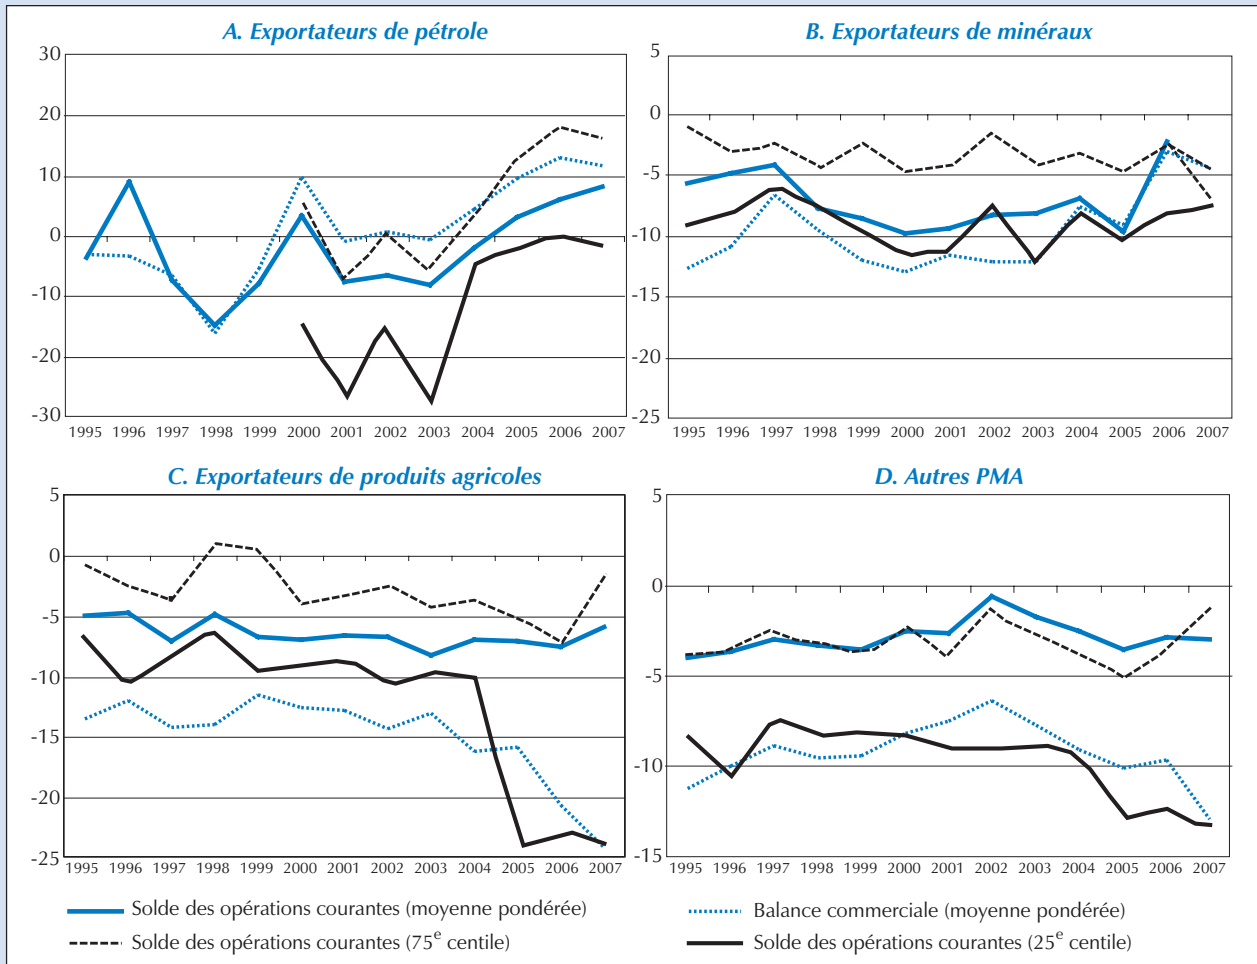 A. Exportateurs de pétrole
30
20
10
0
-10
-20
-30
1995 1996 1997 1998 1999 2000 2001 2002 2003 2004 2005 2006 2007
B. Exportateurs de minéraux
5
0
-5
-10
-15
-20
-25
1995 1996 1997 1998 1999 2000 2001 2002 2003 2004 2005 2006 2007
C. Exportateurs de produits agricoles
5
0
-5
-10
-15
-20
-25
1995 1996 1997 1998 1999 2000 2001 2002 2003 2004 2005 2006 2007
D. Autres PMA
5
0
-5
-10
-15
1995 1996 1997 1998 1999 2000 2001 2002 2003 2004 2005 2006 2007
Solde des opérations courantes (moyenne pondérée)
Balance commerciale (moyenne pondérée)
Solde des opérations courantes (75e centile)
Solde des opérations courantes (25e centile)